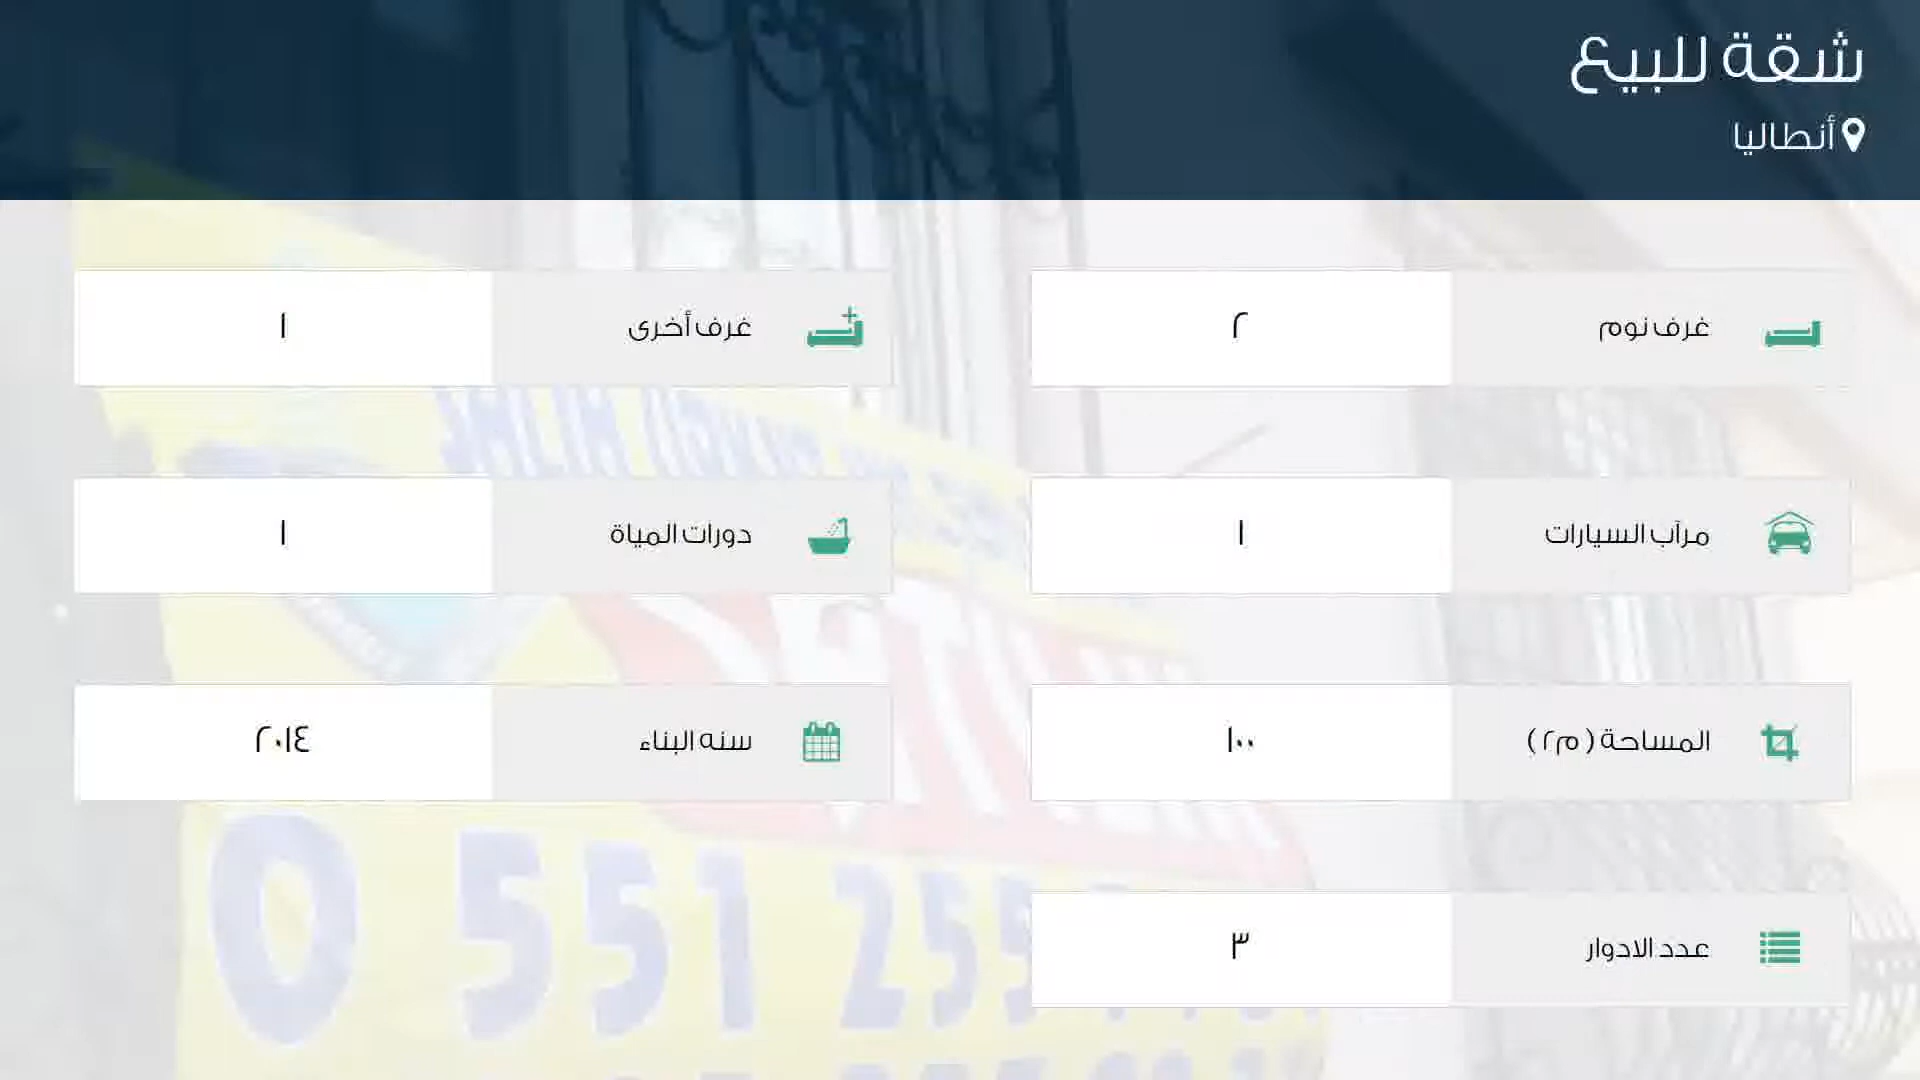 شقة للبيع
أنطاليا
غرف نوم ٢
غرف أخرى ١
مرآب السيارات ١
دورات المياة ١
المساحة ( م٢ ) ١٠٠
سنه البناء ٢٠١٤
عدد الادوار ٣
0 551 255